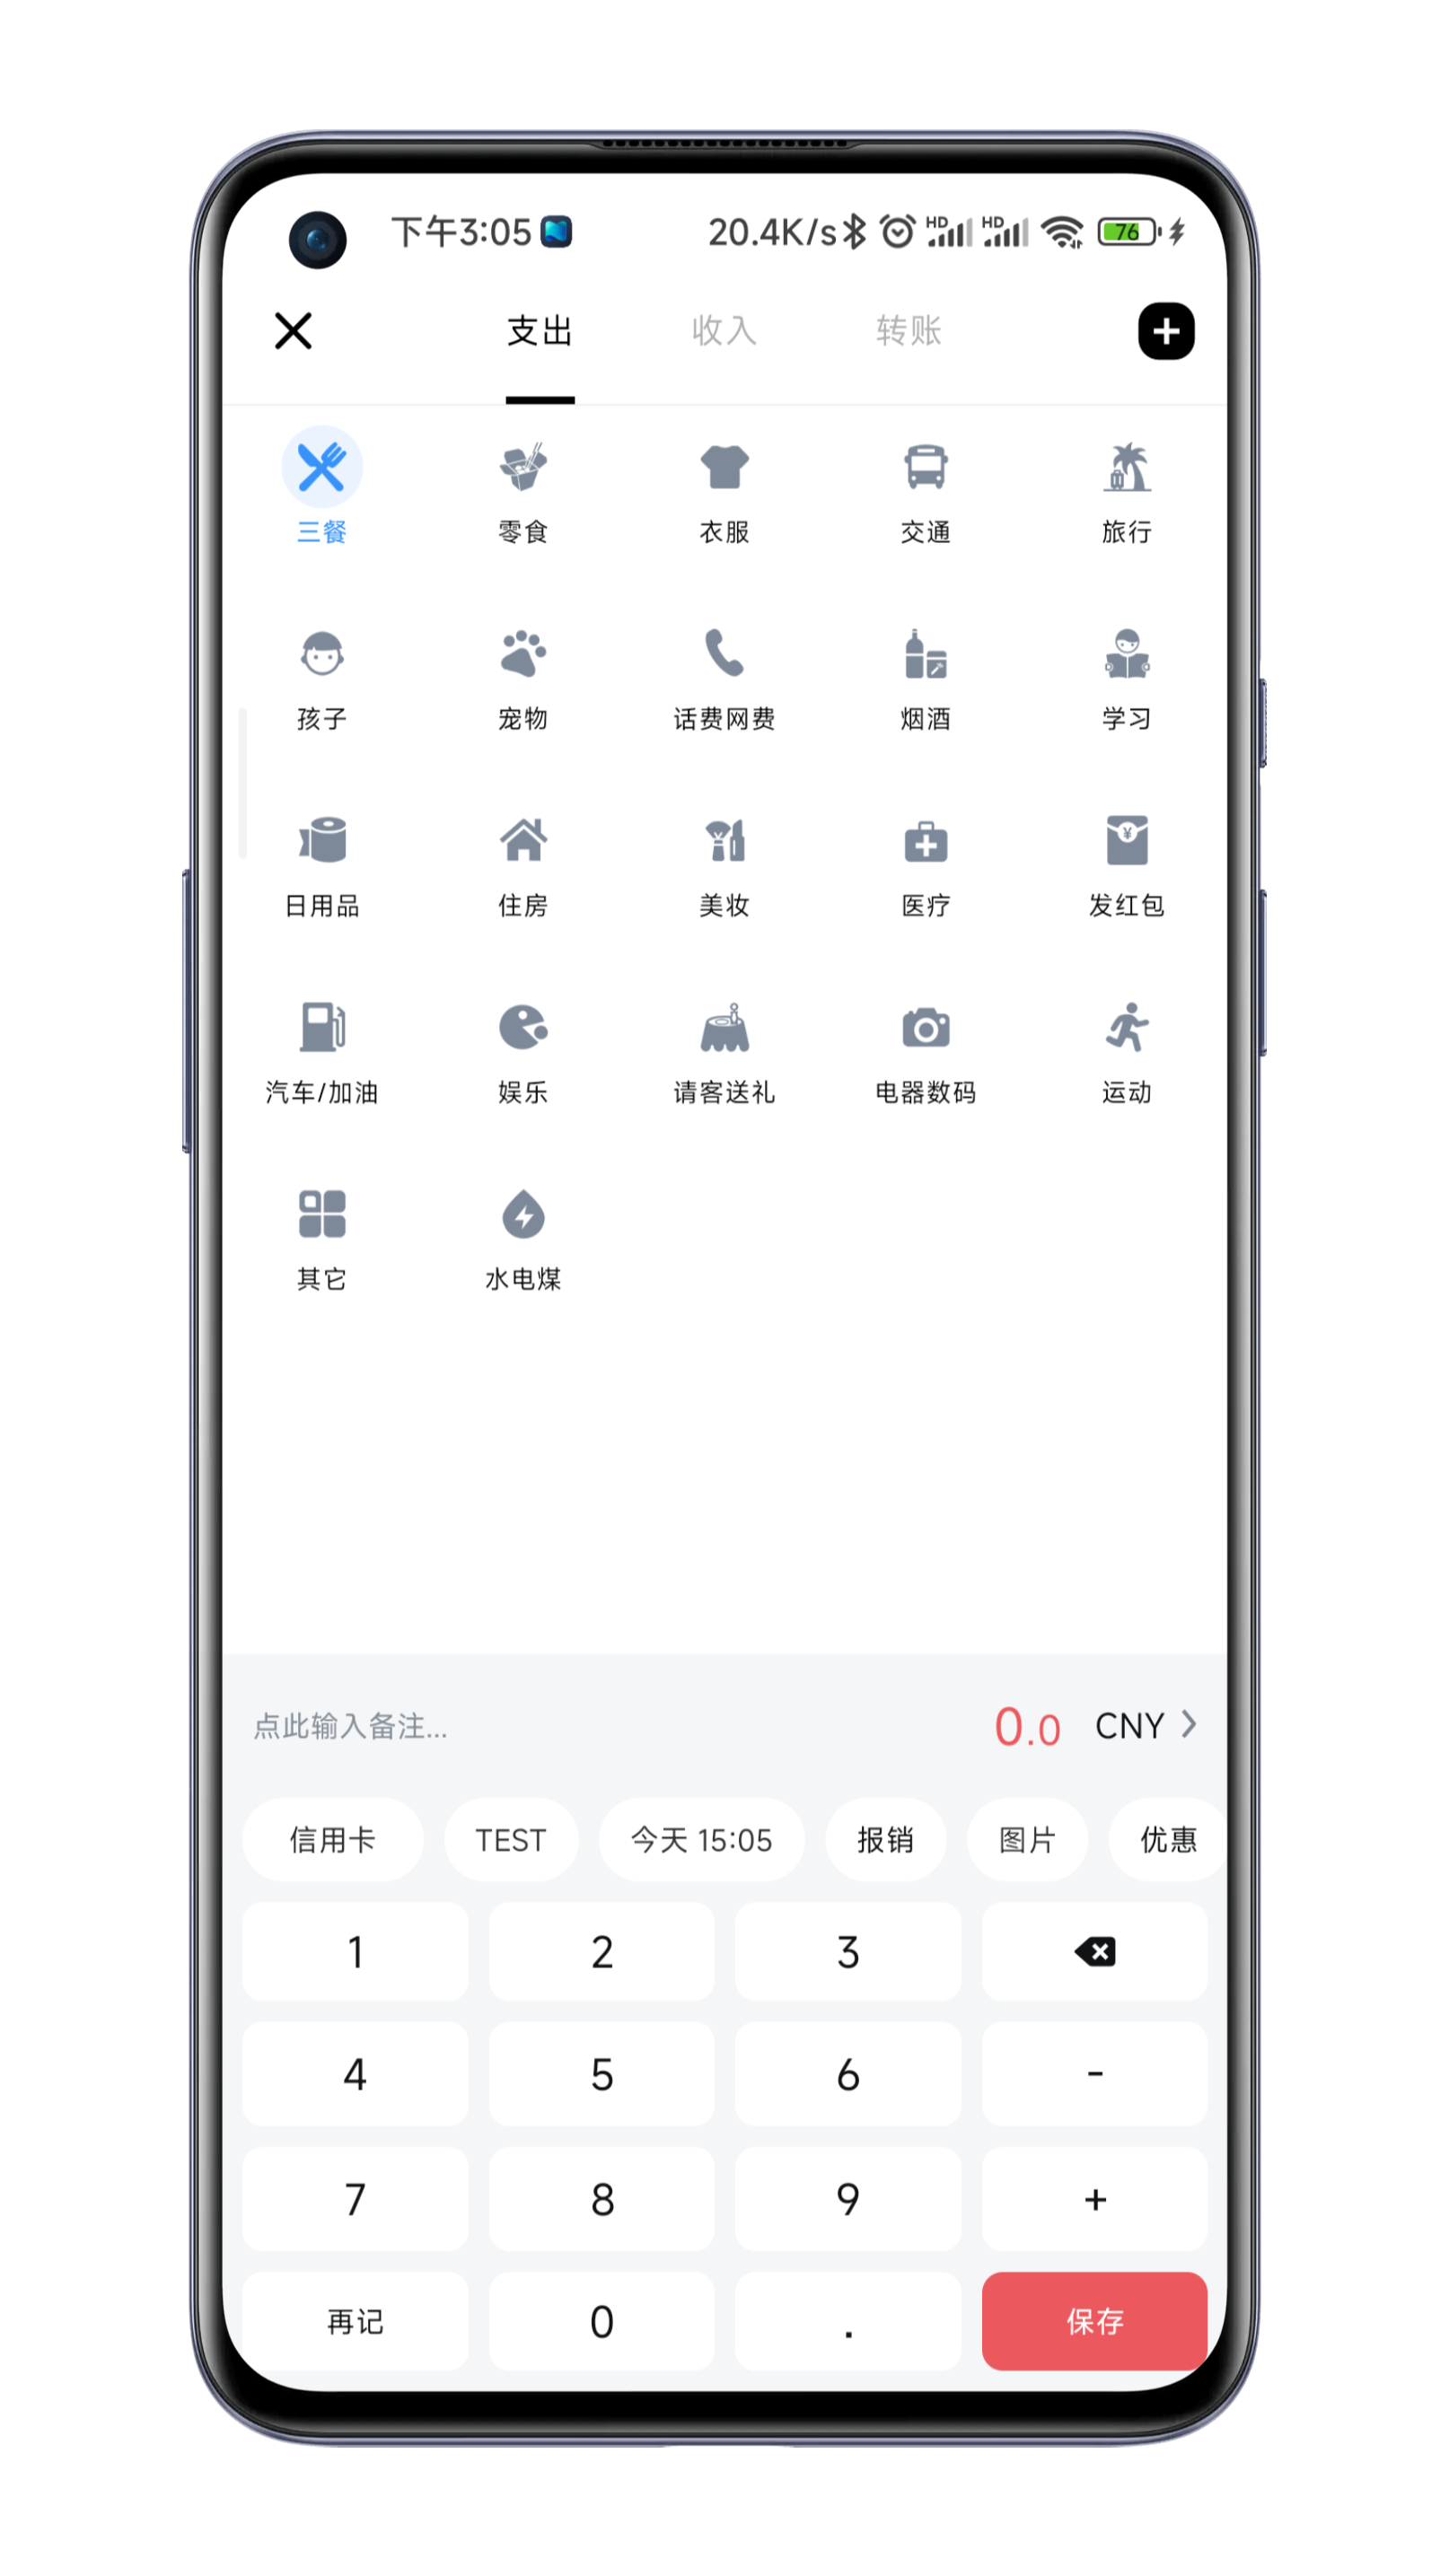 下午3:05 20.4K/s HD HD 76
支出 收入 转账
三餐 零食 衣服 交通 旅行
孩子 宠物 话费网费 烟酒 学习
¥
日用品 住房 美妆 医疗 发红包
汽车/加油 娱乐 请客送礼 电器数码 运动
其它 水电煤
点此输入备注... 0.0 CNY
信用卡 TEST 今天 15:05 报销 图片 优惠
1 2 3
4 5 6 -
7 8 9 +
再记 0 . 保存